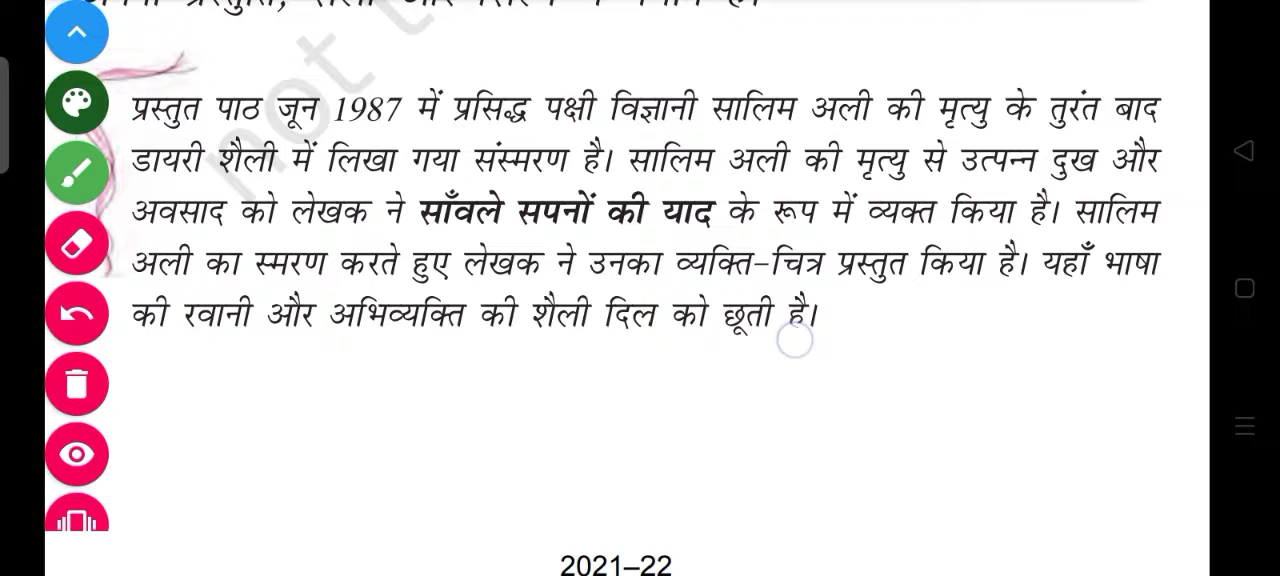 प्रस्तुत पाठ जून 1987 में प्रसिद्ध पक्षी विज्ञानी सालिम अली की मृत्यु के तुरंत बाद
डायरी शैली में लिखा गया संस्मरण है। सालिम अली की मृत्यु से उत्पन्न दुख और
अवसाद को लेखक ने साँवले सपनों की याद के रूप में व्यक्त किया है। सालिम
अली का स्मरण करते हुए लेखक ने उनका व्यक्ति-चित्र प्रस्तुत किया है। यहाँ भाषा
की रवानी और अभिव्यक्ति की शैली दिल को छूती है।
not t
2021–22